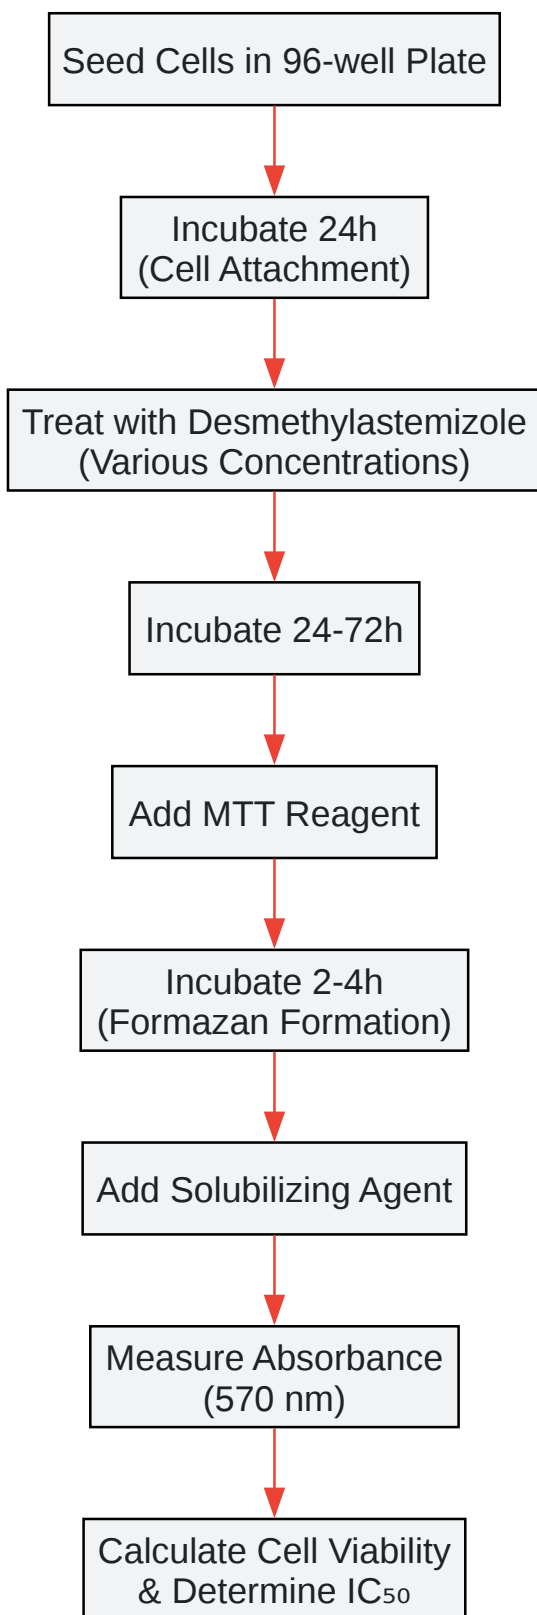 Seed Cells in 96-well Plate
Incubate 24h
(Cell Attachment)
Treat with Desmethylastemizole
(Various Concentrations)
Incubate 24-72h
Add MTT Reagent
Incubate 2-4h
(Formazan Formation)
Add Solubilizing Agent
Measure Absorbance
(570 nm)
Calculate Cell Viability
& Determine IC₅₀